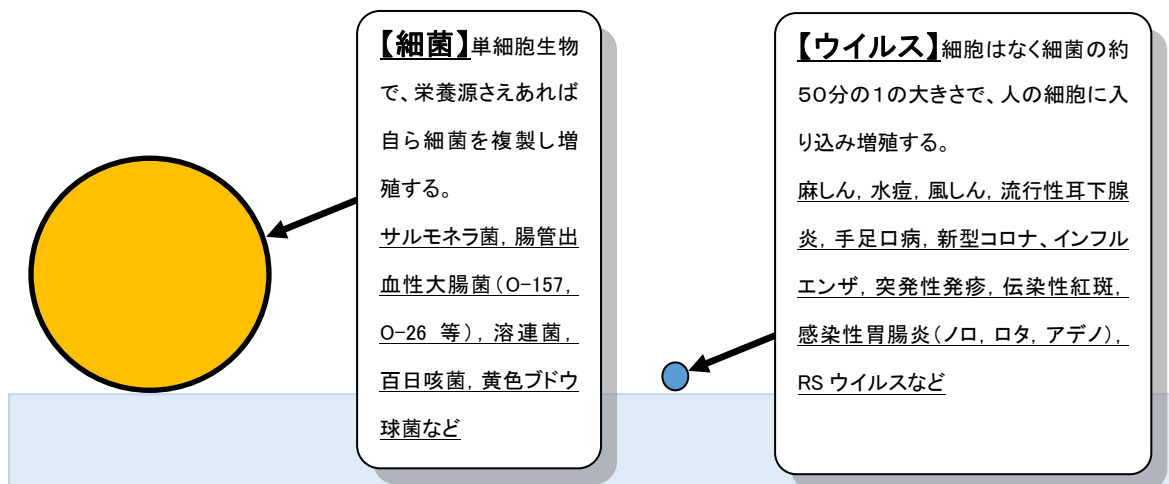 【細菌】単細胞生物
で、栄養源さえあれば
自ら細菌を複製し増
殖する。
サルモネラ菌, 腸管出
血性大腸菌(O-157,
O-26 等), 溶連菌,
百日咳菌, 黄色ブドウ
球菌など
【ウイルス】細胞はなく細菌の約
50分の1の大きさで、人の細胞に入
り込み増殖する。
麻しん, 水痘, 風しん, 流行性耳下腺
炎, 手足口病, 新型コロナ、インフル
エンザ, 突発性発疹, 伝染性紅斑,
感染性胃腸炎(ノロ, ロタ, アデノ),
RS ウイルスなど